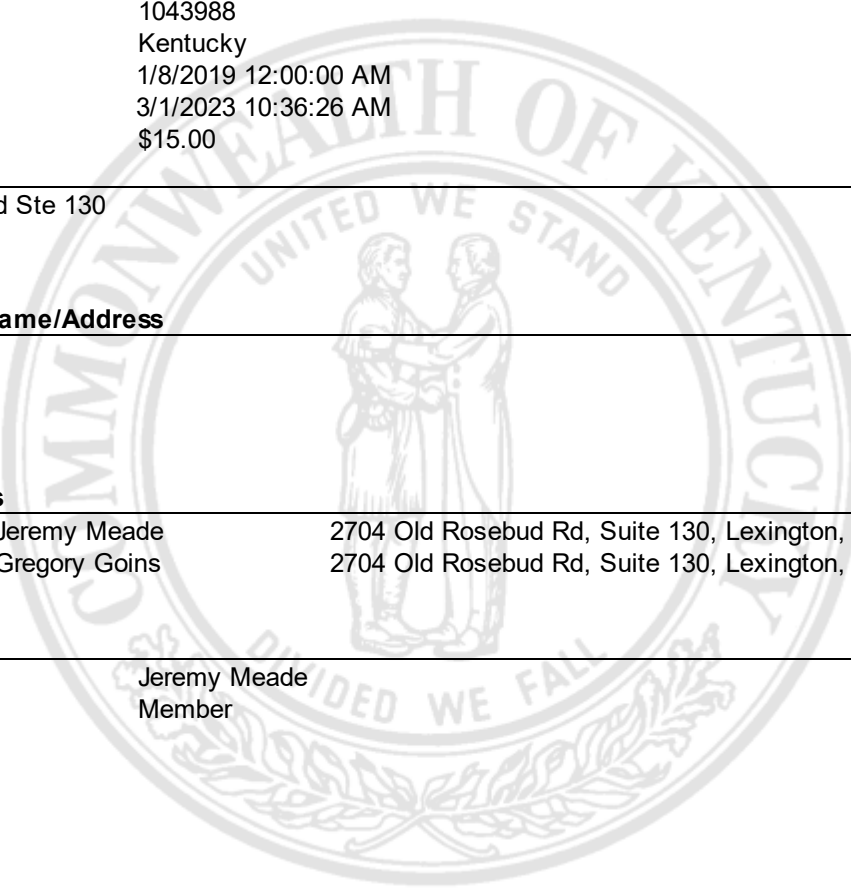 1043988
Kentucky
1/8/2019 12:00:00 AM
3/1/2023 10:36:26 AM
$15.00
d Ste 130
ame/Address
s
Jeremy Meade 2704 Old Rosebud Rd, Suite 130, Lexington,
Gregory Goins 2704 Old Rosebud Rd, Suite 130, Lexington,
Jeremy Meade
Member
COMMONWEALTH OF KENTUCKY
UNITED WE STAND
DIVIDED WE FALL